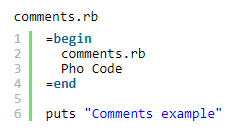 comments.rb
1 =begin
2   comments.rb
3   Pho Code
4 =end
5
6 puts "Comments example"